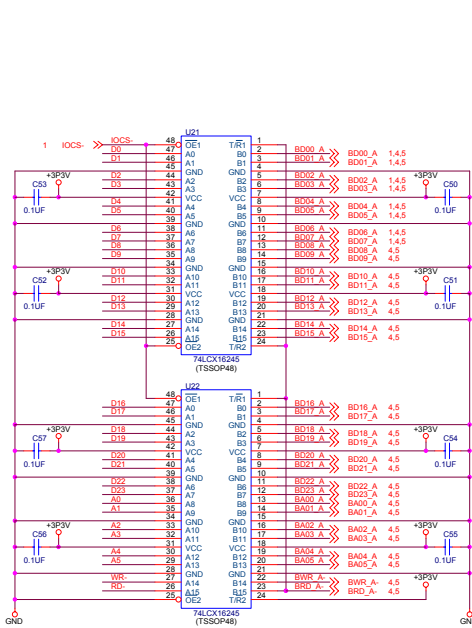 U21
1 IOCS- IOCS- 48 OE1 T/R1 1
D0 47 A0 B0 2 BD00_A BD00_A 1,4,5
D1 46 A1 B1 3 BD01_A BD01_A 1,4,5
45 GND GND 4
D2 44 A2 B2 5 BD02_A BD02_A 1,4,5
D3 43 A3 B3 6 BD03_A BD03_A 1,4,5
C53 +3P3V 42 VCC VCC 7 +3P3V C50
D4 41 A4 B4 8 BD04_A BD04_A 1,4,5
D5 40 A5 B5 9 BD05_A BD05_A 1,4,5
0.1UF 0.1UF
39 GND GND 10
D6 38 A6 B6 11 BD06_A BD06_A 1,4,5
D7 37 A7 B7 12 BD07_A BD07_A 1,4,5
D8 36 A8 B8 13 BD08_A BD08_A 4,5
D9 35 A9 B9 14 BD09_A BD09_A 4,5
34 GND GND 15
D10 33 A10 B10 16 BD10_A BD10_A 4,5
D11 32 A11 B11 17 BD11_A BD11_A 4,5
C52 +3P3V 31 VCC VCC 18 +3P3V C51
D12 30 A12 B12 19 BD12_A BD12_A 4,5
D13 29 A13 B13 20 BD13_A BD13_A 4,5
0.1UF 0.1UF
28 GND GND 21
D14 27 A14 B14 22 BD14_A BD14_A 4,5
D15 26 A15 B15 23 BD15_A BD15_A 4,5
25 OE2 T/R2 24
74LCX16245
(TSSOP48)
U22
48 OE1 T/R1 1
D16 47 A0 B0 2 BD16_A BD16_A 4,5
D17 46 A1 B1 3 BD17_A BD17_A 4,5
45 GND GND 4
D18 44 A2 B2 5 BD18_A BD18_A 4,5
D19 43 A3 B3 6 BD19_A BD19_A 4,5
C57 +3P3V 42 VCC VCC 7 +3P3V C54
D20 41 A4 B4 8 BD20_A BD20_A 4,5
D21 40 A5 B5 9 BD21_A BD21_A 4,5
0.1UF 0.1UF
39 GND GND 10
D22 38 A6 B6 11 BD22_A BD22_A 4,5
D23 37 A7 B7 12 BD23_A BD23_A 4,5
A0 36 A8 B8 13 BA00_A BA00_A 4,5
A1 35 A9 B9 14 BA01_A BA01_A 4,5
34 GND GND 15
A2 33 A10 B10 16 BA02_A BA02_A 4,5
A3 32 A11 B11 17 BA03_A BA03_A 4,5
C56 +3P3V 31 VCC VCC 18 +3P3V C55
A4 30 A12 B12 19 BA04_A BA04_A 4,5
A5 29 A13 B13 20 BA05_A BA05_A 4,5
0.1UF 0.1UF
28 GND GND 21
WR- 27 A14 B14 22 BWR_A- BWR_A- 4,5 +3P3V
RD- 26 A15 B15 23 BRD_A- BRD_A- 4,5
25 OE2 T/R2 24
74LCX16245
(TSSOP48)
GND GN